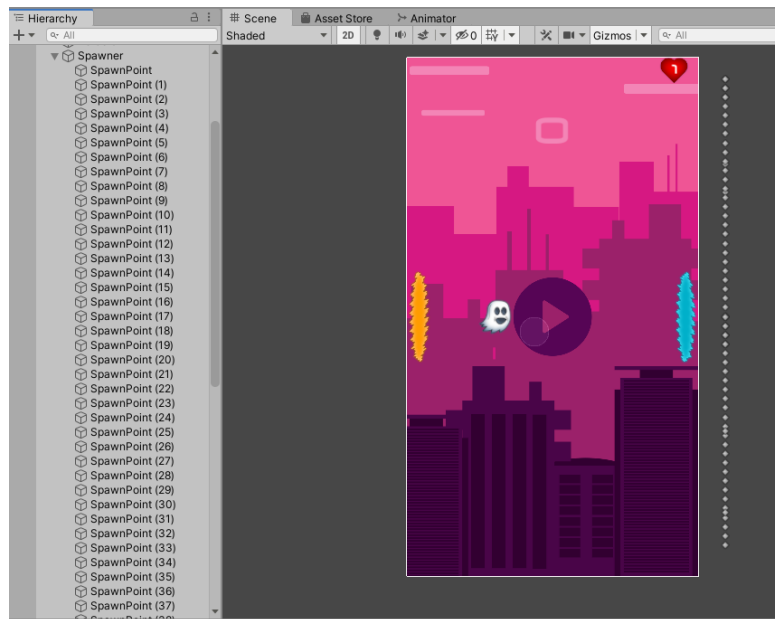 Hierarchy
Scene
Asset Store
Animator
All
Shaded
2D
0
Gizmos
All
Spawner
SpawnPoint
SpawnPoint (1)
SpawnPoint (2)
SpawnPoint (3)
SpawnPoint (4)
SpawnPoint (5)
SpawnPoint (6)
SpawnPoint (7)
SpawnPoint (8)
SpawnPoint (9)
SpawnPoint (10)
SpawnPoint (11)
SpawnPoint (12)
SpawnPoint (13)
SpawnPoint (14)
SpawnPoint (15)
SpawnPoint (16)
SpawnPoint (17)
SpawnPoint (18)
SpawnPoint (19)
SpawnPoint (20)
SpawnPoint (21)
SpawnPoint (22)
SpawnPoint (23)
SpawnPoint (24)
SpawnPoint (25)
SpawnPoint (26)
SpawnPoint (27)
SpawnPoint (28)
SpawnPoint (29)
SpawnPoint (30)
SpawnPoint (31)
SpawnPoint (32)
SpawnPoint (33)
SpawnPoint (34)
SpawnPoint (35)
SpawnPoint (36)
SpawnPoint (37)